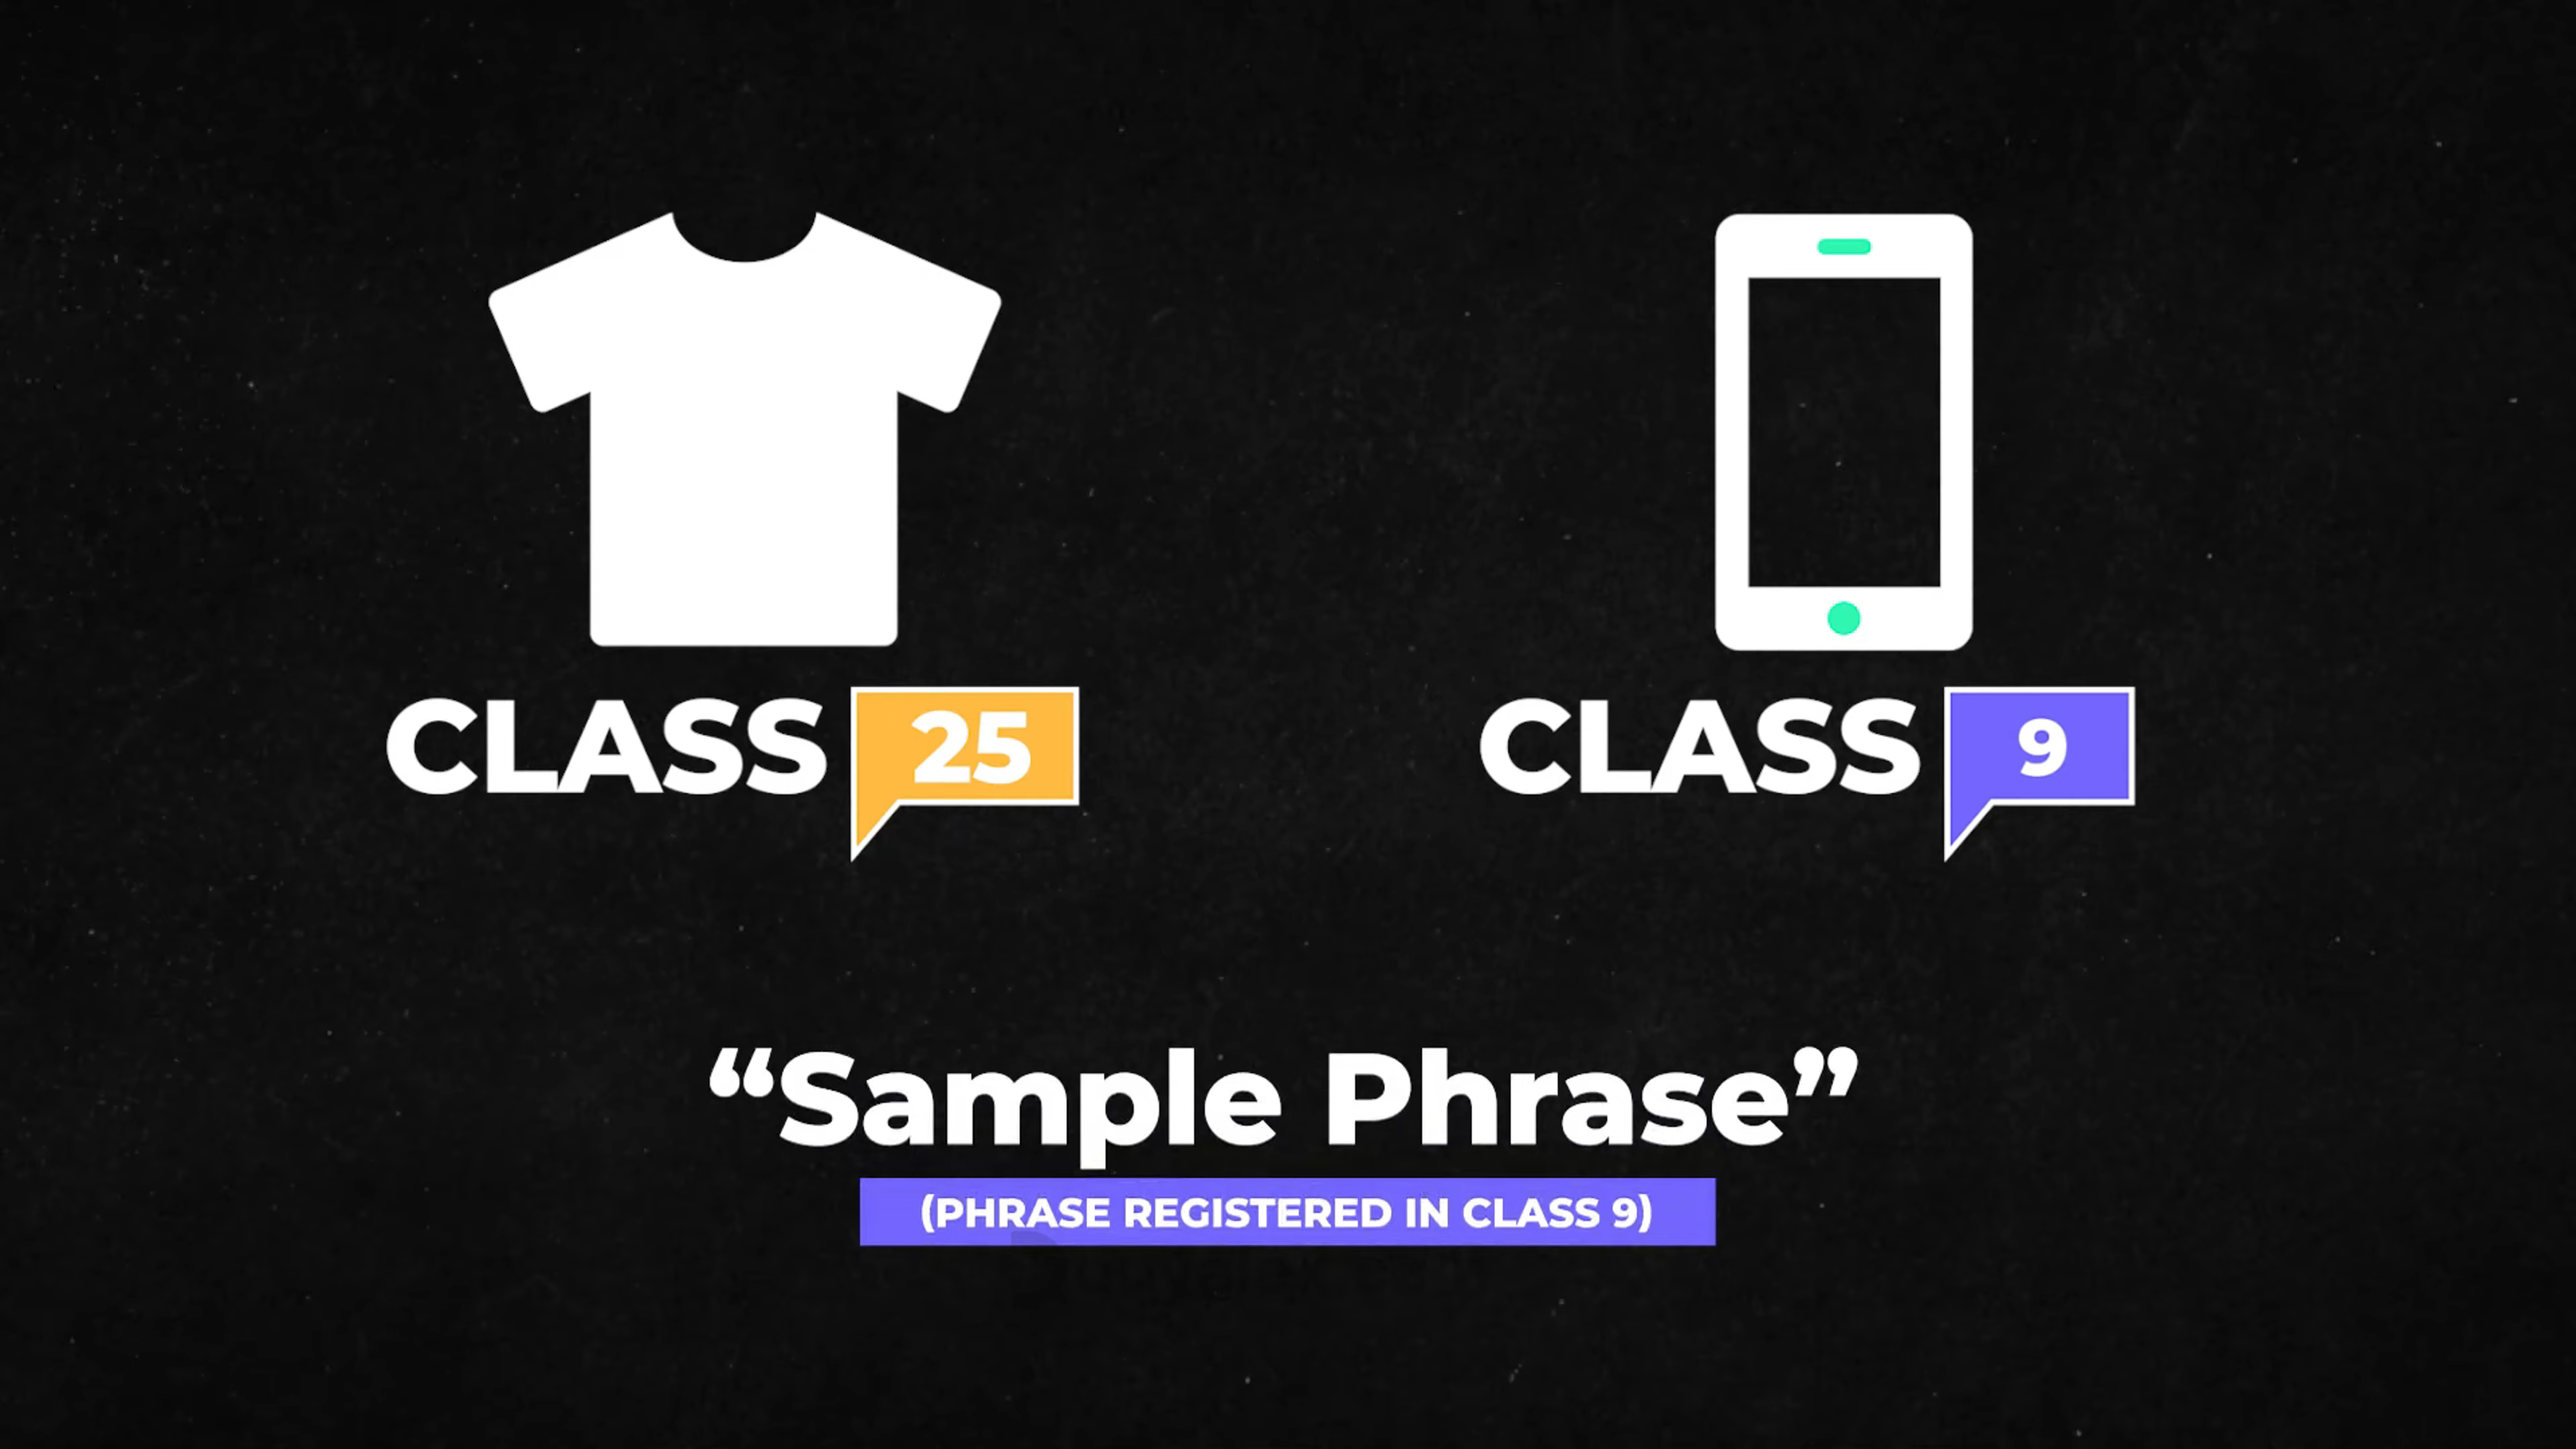 CLASS 25
CLASS 9
“Sample Phrase”
(PHRASE REGISTERED IN CLASS 9)